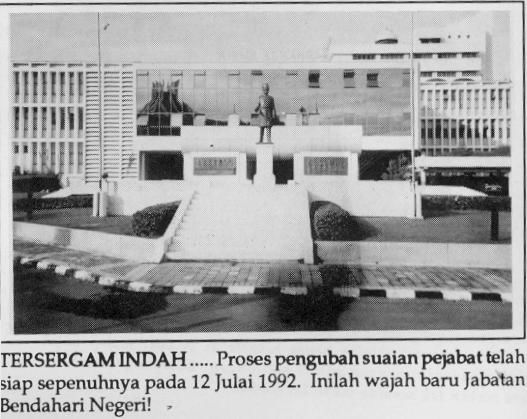 TERSERGAM INDAH ..... Proses pengubah suaian pejabat telah
siap sepenuhnya pada 12 Julai 1992. Inilah wajah baru Jabatan
Bendahari Negeri!